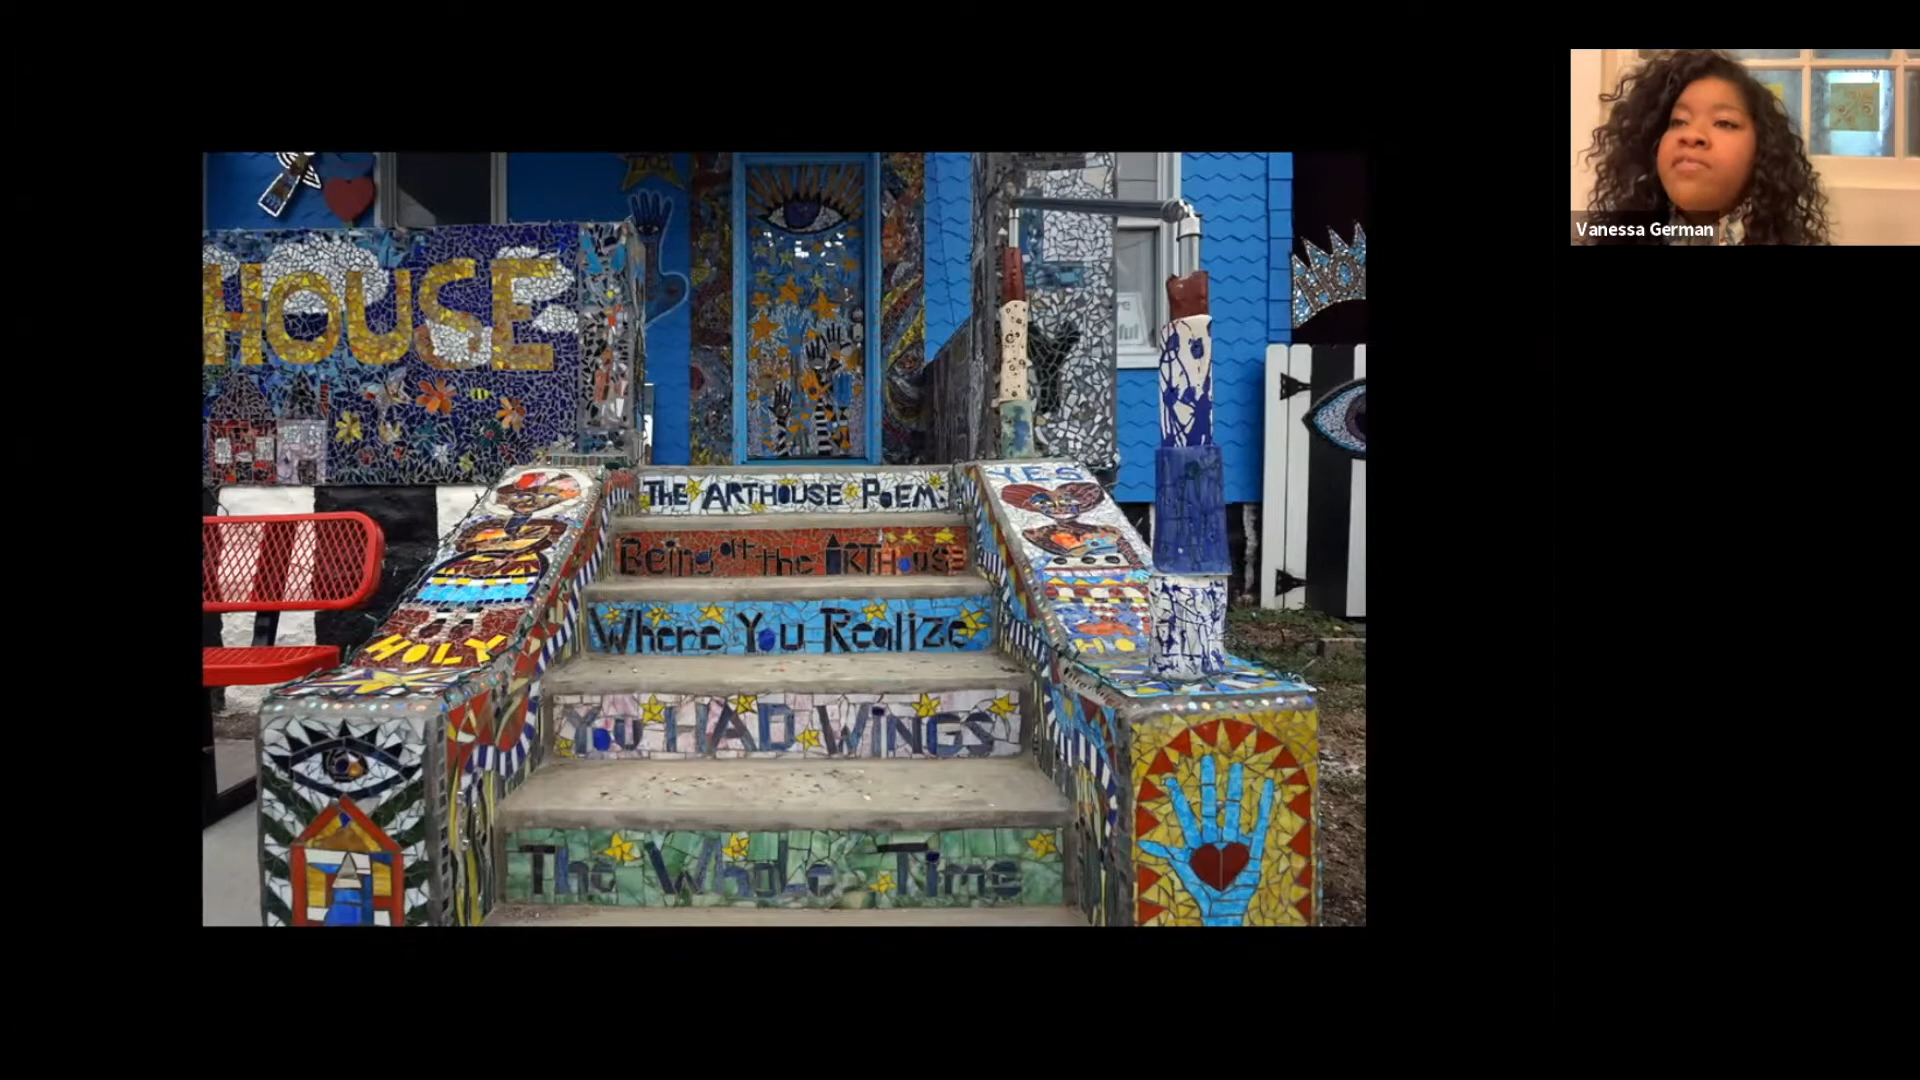 HOUSE
THE ARTHOUSE POEM:
Being at the ARTHOUSE
Where You Realize
You HAD WiNGS
The Whole Time
YES
HOLY
HO
Vanessa German